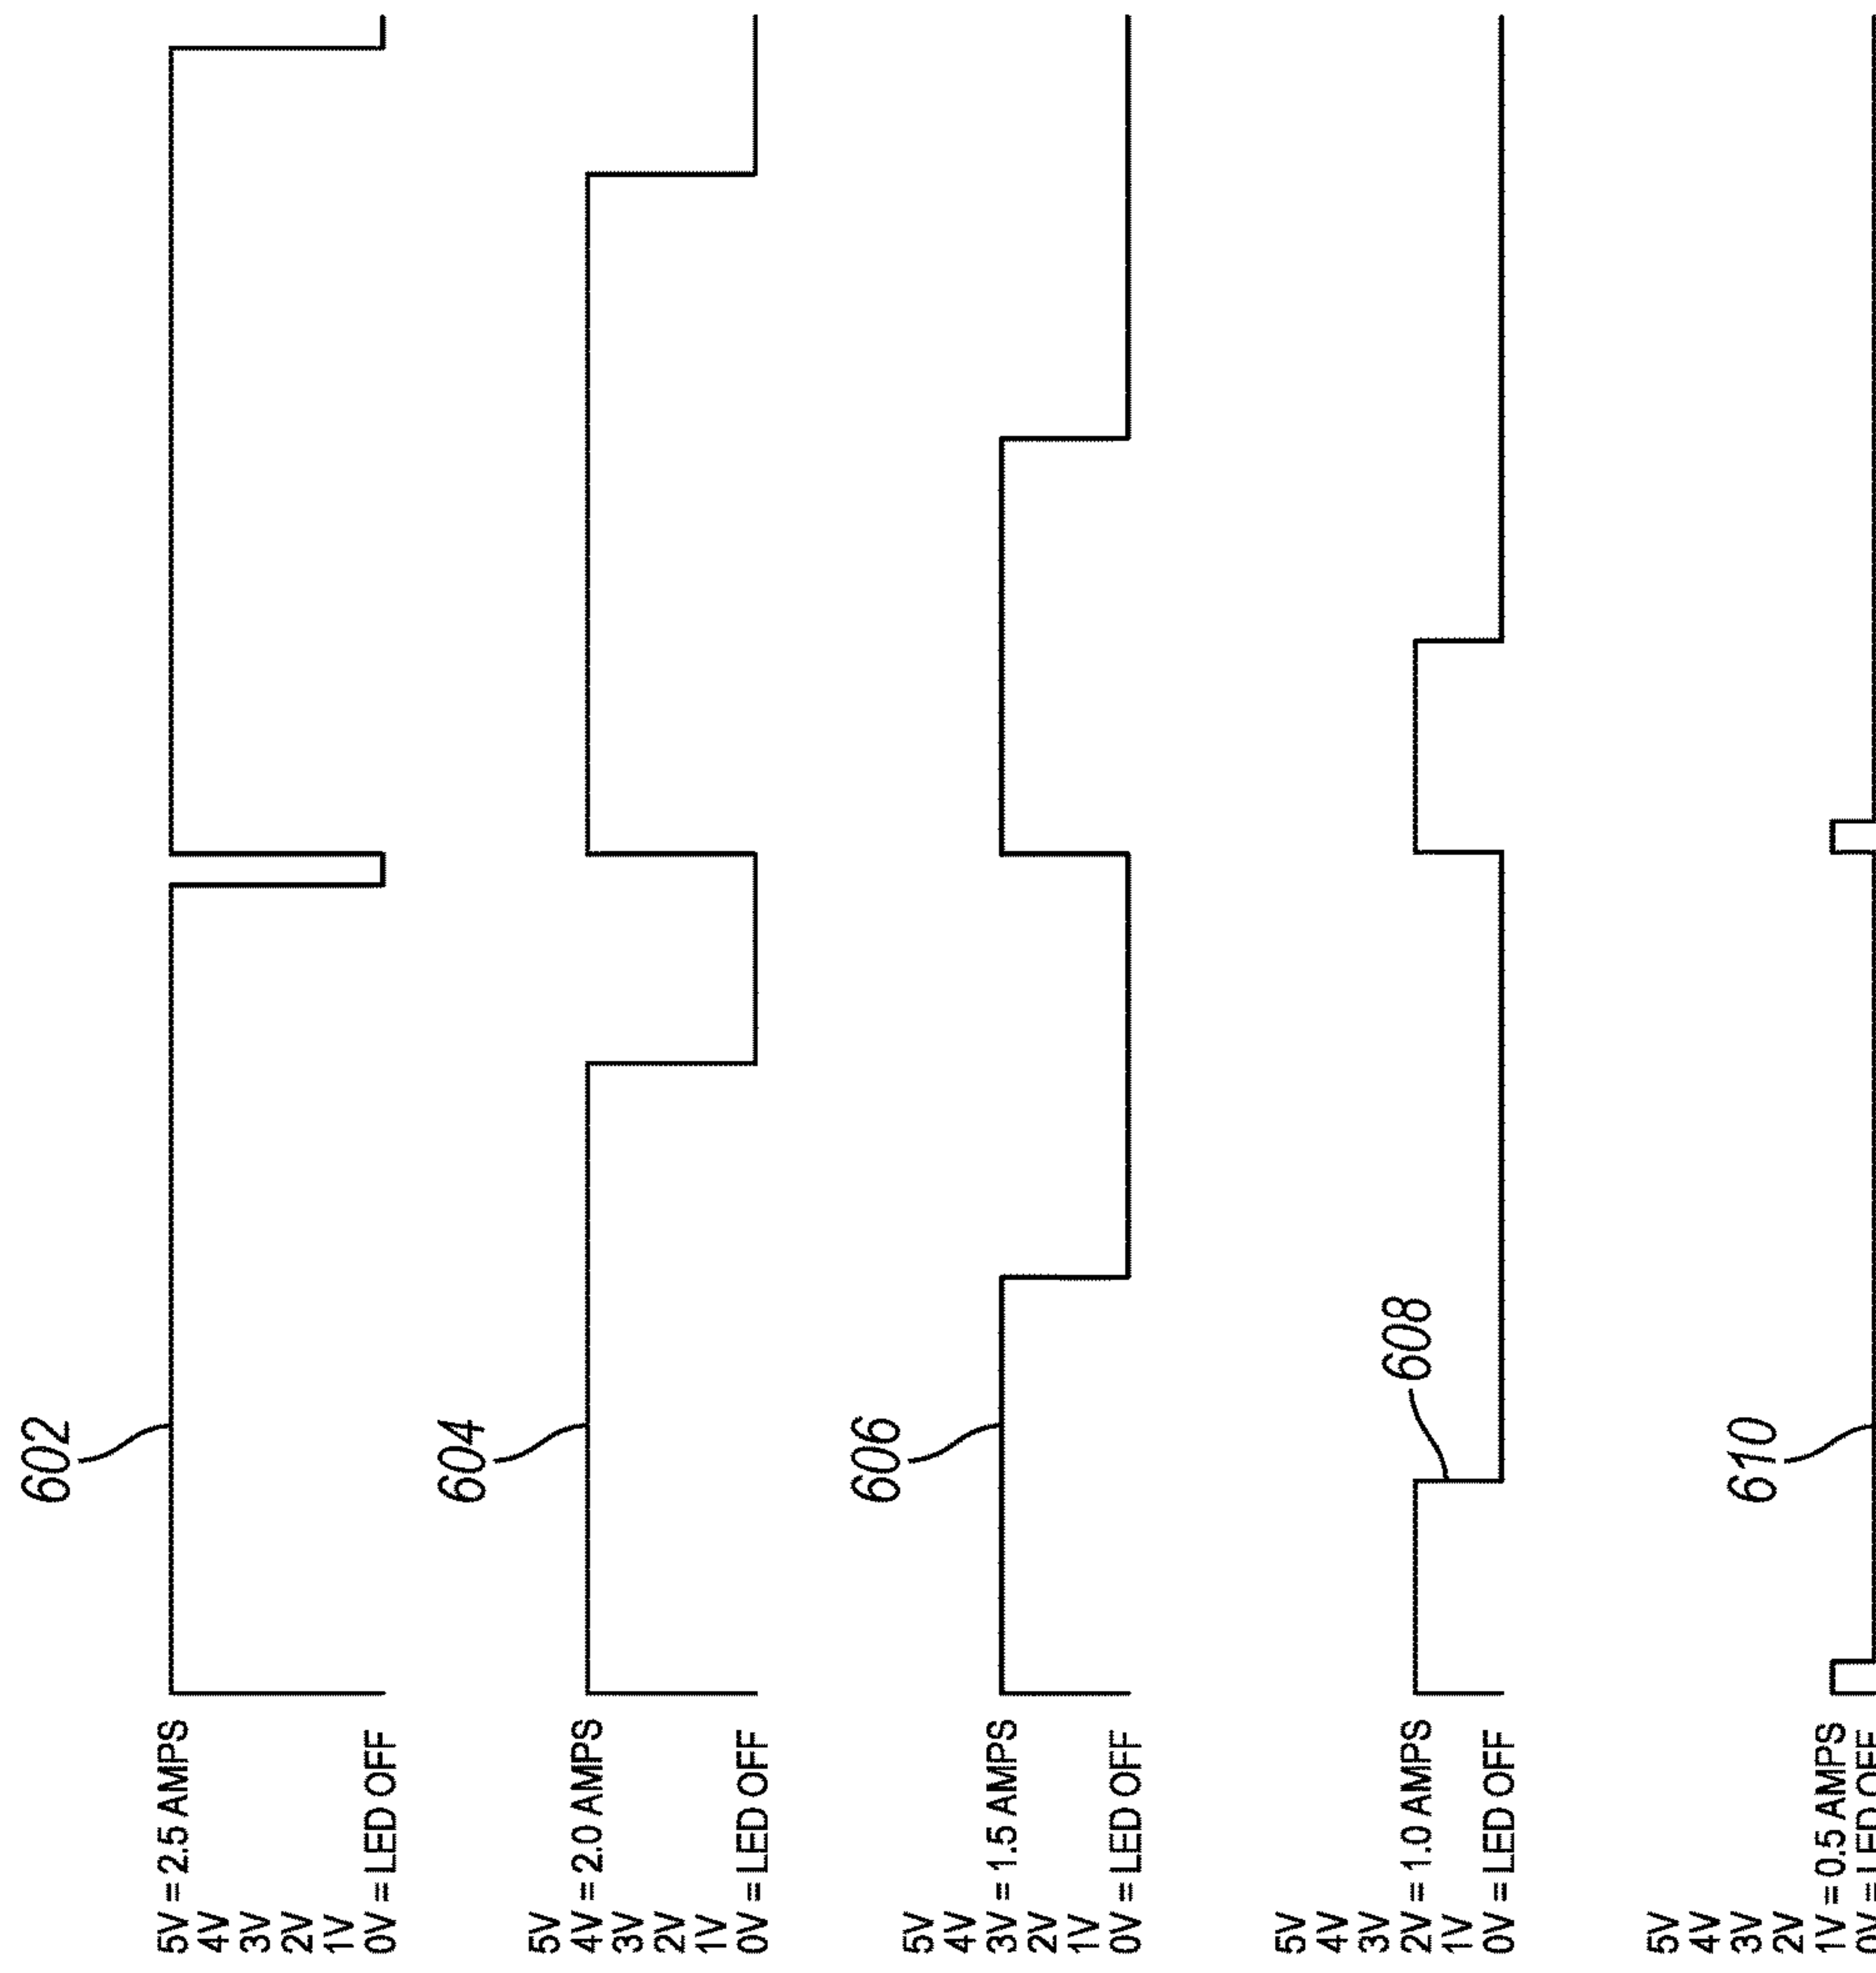 602
5V = 2.5 AMPS
4V
3V
2V
1V
0V = LED OFF
604
5V
4V = 2.0 AMPS
3V
2V
1V
0V = LED OFF
606
5V
4V
3V = 1.5 AMPS
2V
1V
0V = LED OFF
608
5V
4V
3V
2V = 1.0 AMPS
1V
0V = LED OFF
610
5V
4V
3V
2V
1V = 0.5 AMPS
0V = LED OFF